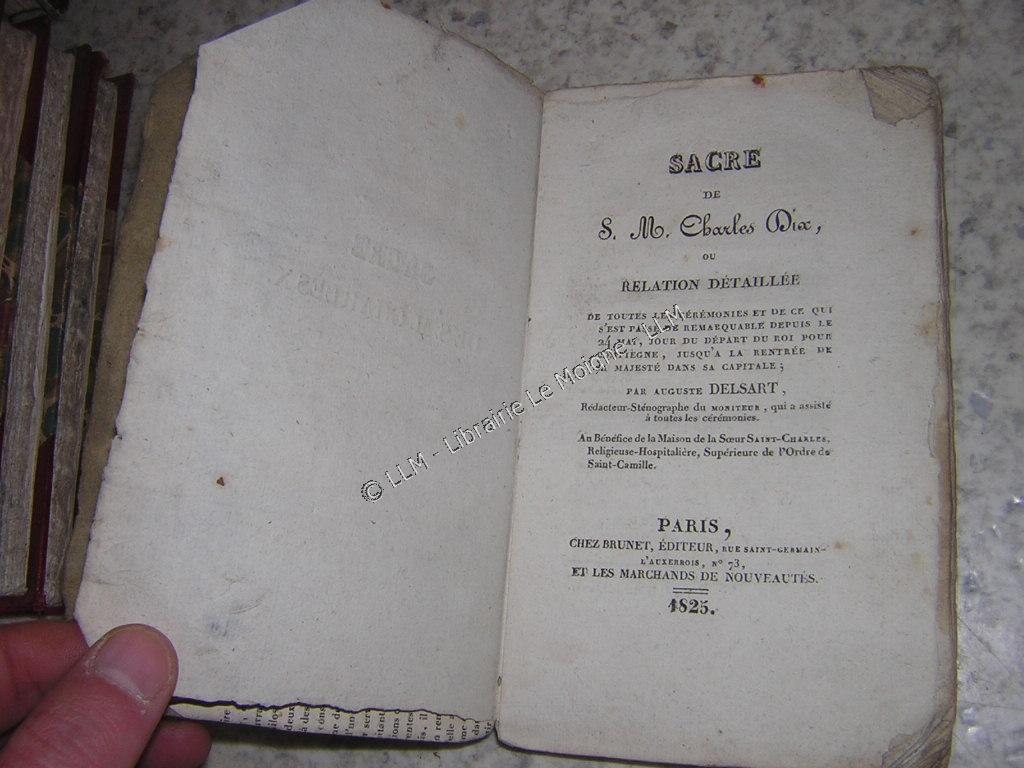 SACRE
DE
S. M. Charles Dix,
OU
RELATION DÉTAILLÉE
DE TOUTES LES CÉRÉMONIES ET DE CE QUI
S'EST PASSÉ DE REMARQUABLE DEPUIS LE
24 MAI, JOUR DU DÉPART DU ROI POUR
COMPIÈGNE, JUSQU'A LA RENTRÉE DE
SA MAJESTÉ DANS SA CAPITALE ;
PAR AUGUSTE DELSART,
Rédacteur-Sténographe du MONITEUR, qui a assisté
à toutes les cérémonies.
Au Bénéfice de la Maison de la Sœur SAINT-CHARLES,
Religieuse-Hospitalière, Supérieure de l'Ordre de
Saint-Camille.
PARIS,
CHEZ BRUNET, ÉDITEUR, RUE SAINT-GERMAIN-
L'AUXERROIS, N° 73,
ET LES MARCHANDS DE NOUVEAUTÉS.
1825.
© LLM - Librairie Le Moigne - LLM